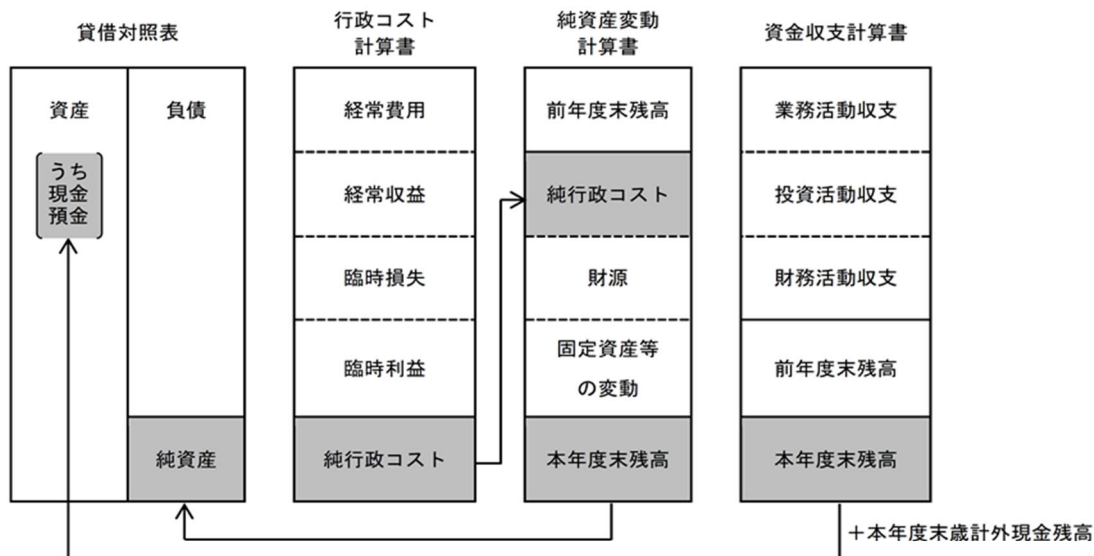 貸借対照表
資産
負債
うち
現金
預金
純資産
行政コスト
計算書
経常費用
経常収益
臨時損失
臨時利益
純行政コスト
純資産変動
計算書
前年度末残高
純行政コスト
財源
固定資産等
の変動
本年度末残高
資金収支計算書
業務活動収支
投資活動収支
財務活動収支
前年度末残高
本年度末残高
＋本年度末歳計外現金残高